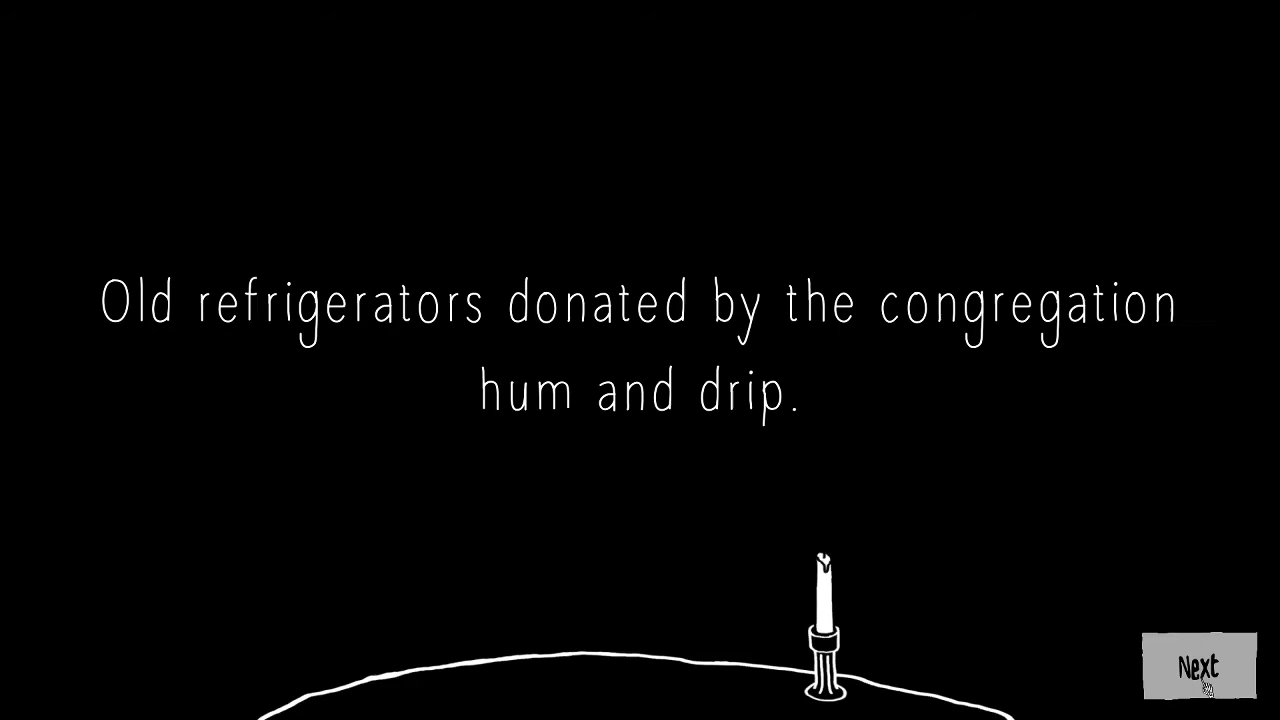 Old refrigerators donated by the congregation
hum and drip.
Next